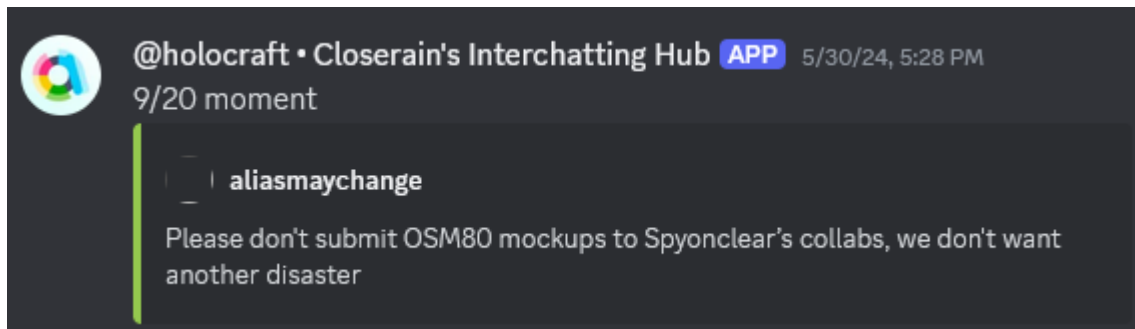 @holocraft • Closerain's Interchatting Hub APP 5/30/24, 5:28 PM
9/20 moment
aliasmaychange
Please don't submit OSM80 mockups to Spyonclear’s collabs, we don't want
another disaster